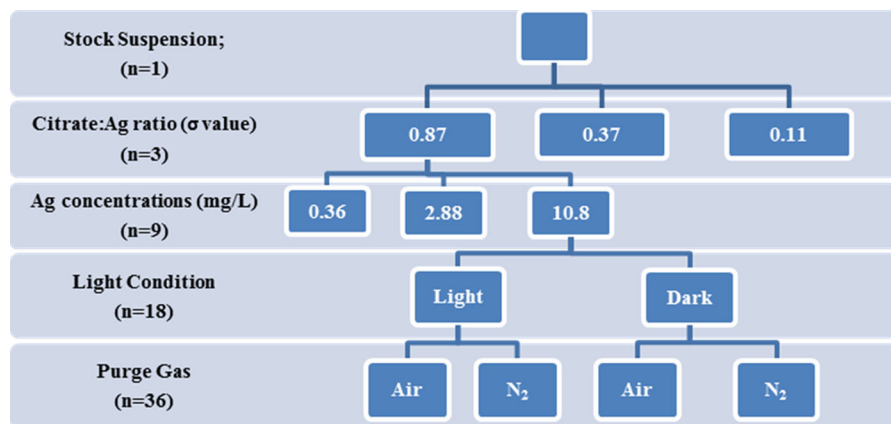 Stock Suspension;
(n=1)
Citrate:Ag ratio (σ value)
(n=3)
0.87
0.37
0.11
Ag concentrations (mg/L)
(n=9)
0.36
2.88
10.8
Light Condition
(n=18)
Light
Dark
Purge Gas
(n=36)
Air
N₂
Air
N₂